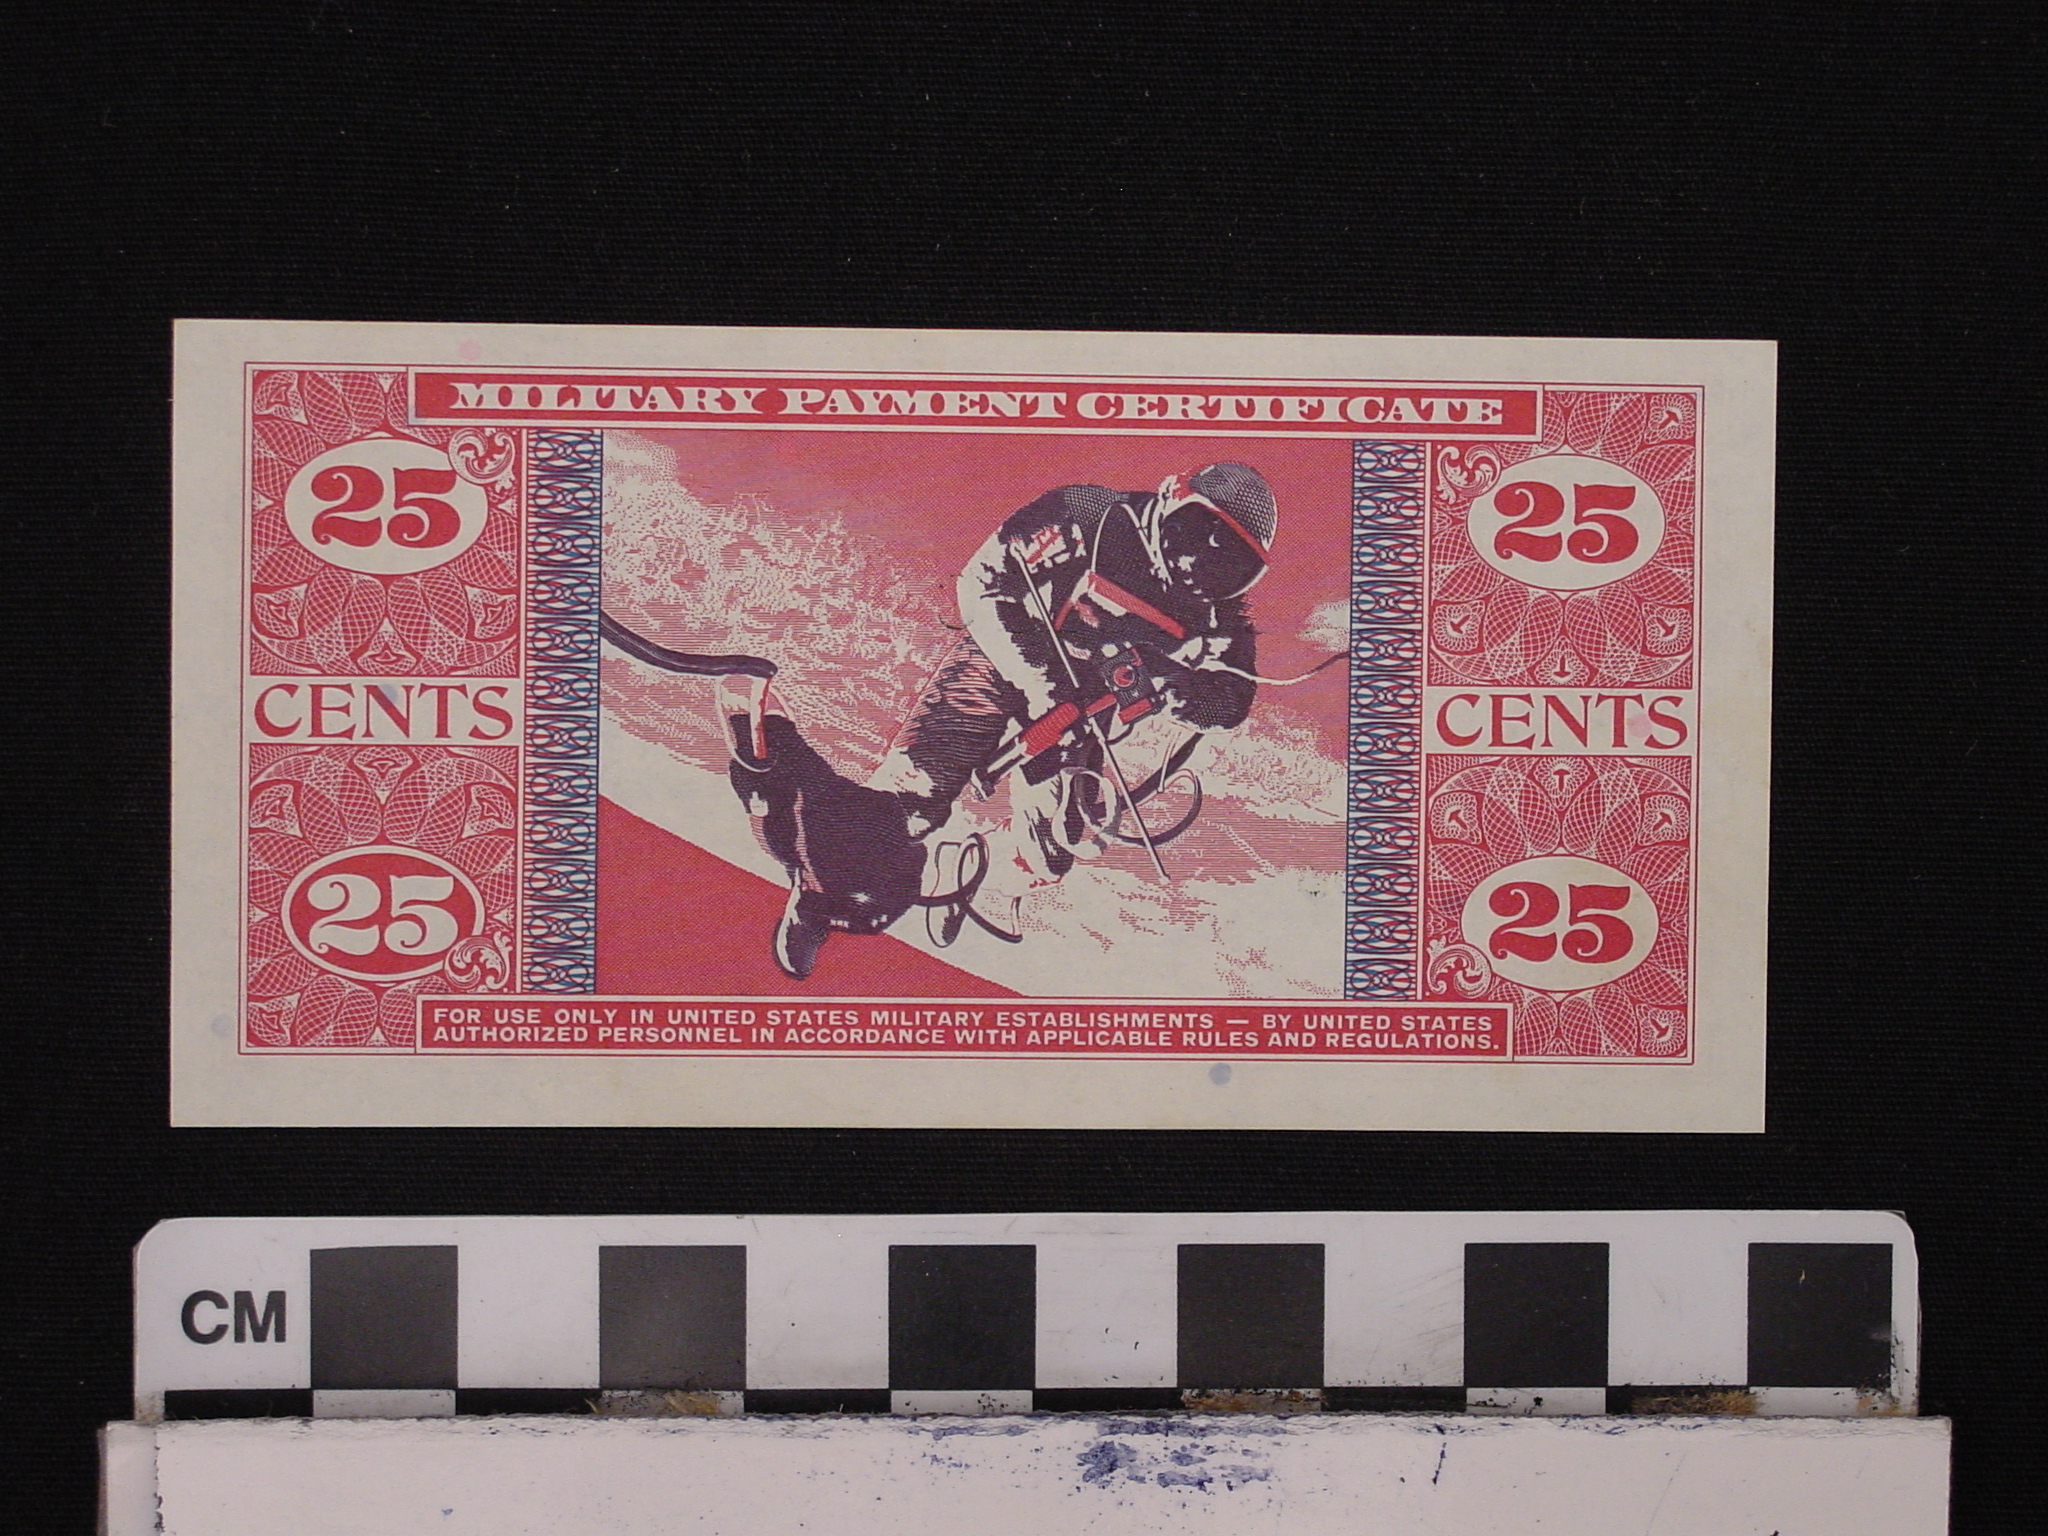 MILITARY PAYMENT CERTIFICATE
25
25
CENTS
CENTS
25
25
FOR USE ONLY IN UNITED STATES MILITARY ESTABLISHMENTS — BY UNITED STATES
AUTHORIZED PERSONNEL IN ACCORDANCE WITH APPLICABLE RULES AND REGULATIONS.
CM